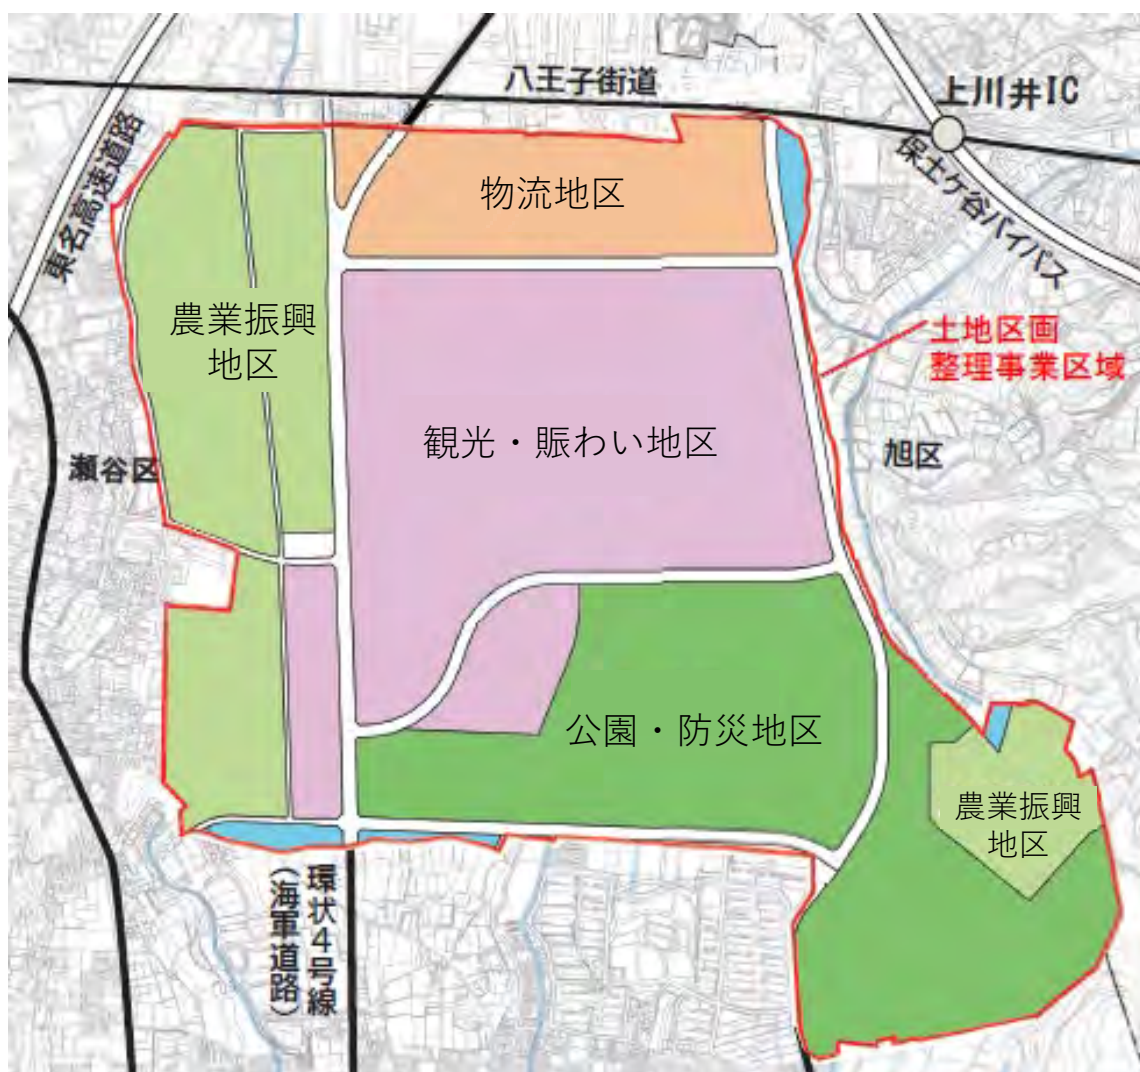 八王子街道
上川井IC
東名高速道路
保土ケ谷バイパス
物流地区
農業振興
地区
土地区画
整理事業区域
観光・賑わい地区
瀬谷区
旭区
公園・防災地区
農業振興
地区
環状4号線
(海軍道路)